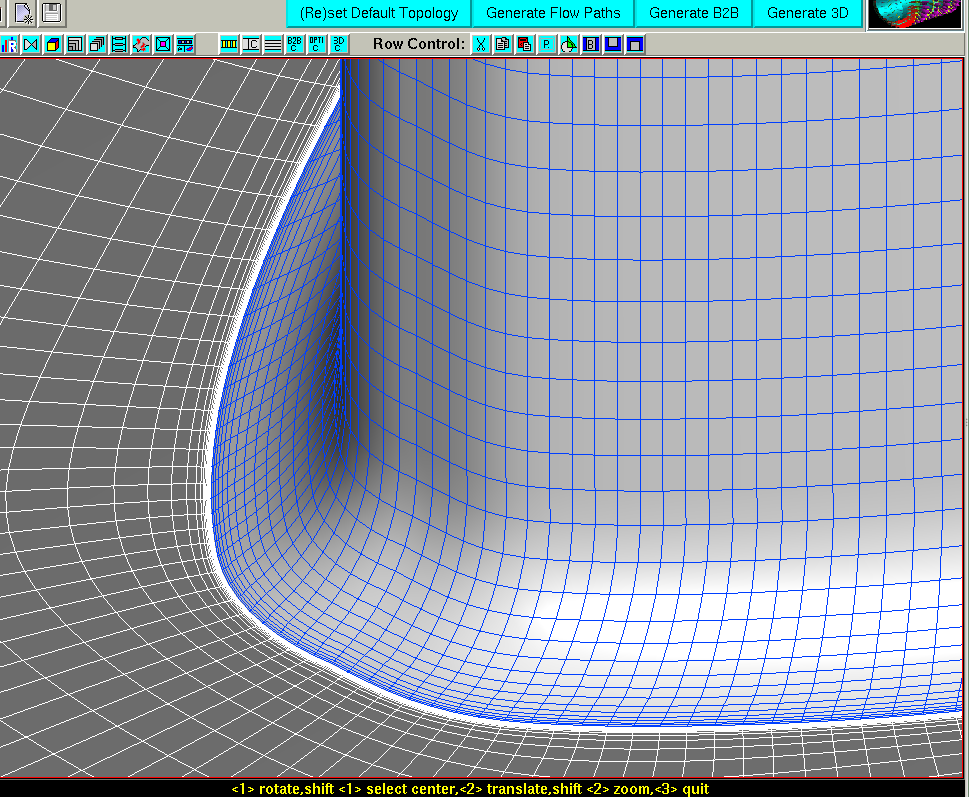 (Re)set Default Topology Generate Flow Paths Generate B2B Generate 3D
B2B C OPTI C 3D C Row Control: B
<1> rotate,shift <1> select center,<2> translate,shift <2> zoom,<3> quit